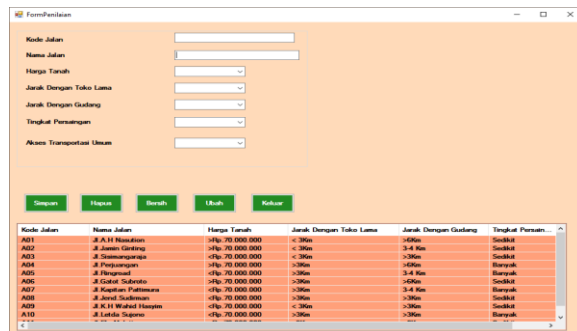 FormPenilaian
Kode Jalan
Nama Jalan
Harga Tanah
Jarak Dengan Toko Lama
Jarak Dengan Gudang
Tingkat Persaingan
Akses Transportasi Umum
Simpan Hapus Bersih Ubah Keluar
Kode Jalan Nama Jalan Harga Tanah Jarak Dengan Toko Lama Jarak Dengan Gudang Tingkat Persain...
A01 Jl.A.H Nasution >Rp. 70.000.000 < 3Km >6Km Sedikit
A02 Jl.Jamin Ginting <Rp. 70.000.000 < 3Km 3-4 Km Sedikit
A03 Jl.Sisimangaraja <Rp. 70.000.000 < 3Km >3Km Sedikit
A04 Jl.Perjuangan >Rp. 70.000.000 >3Km >6Km Banyak
A05 Jl.Ringroad <Rp. 70.000.000 >3Km 3-4 Km Banyak
A06 Jl.Gatot Subroto <Rp. 70.000.000 >3Km >6Km Sedikit
A07 Jl.Kapitan Pattimura <Rp. 70.000.000 < 3Km 3-4 Km Banyak
A08 Jl.Jend.Sudirman <Rp. 70.000.000 >3Km >3Km Sedikit
A09 Jl.K.H Wahid Hasyim <Rp. 70.000.000 < 3Km >3Km Sedikit
A10 Jl.Letda Sujono <Rp. 70.000.000 >3Km >3Km Banyak